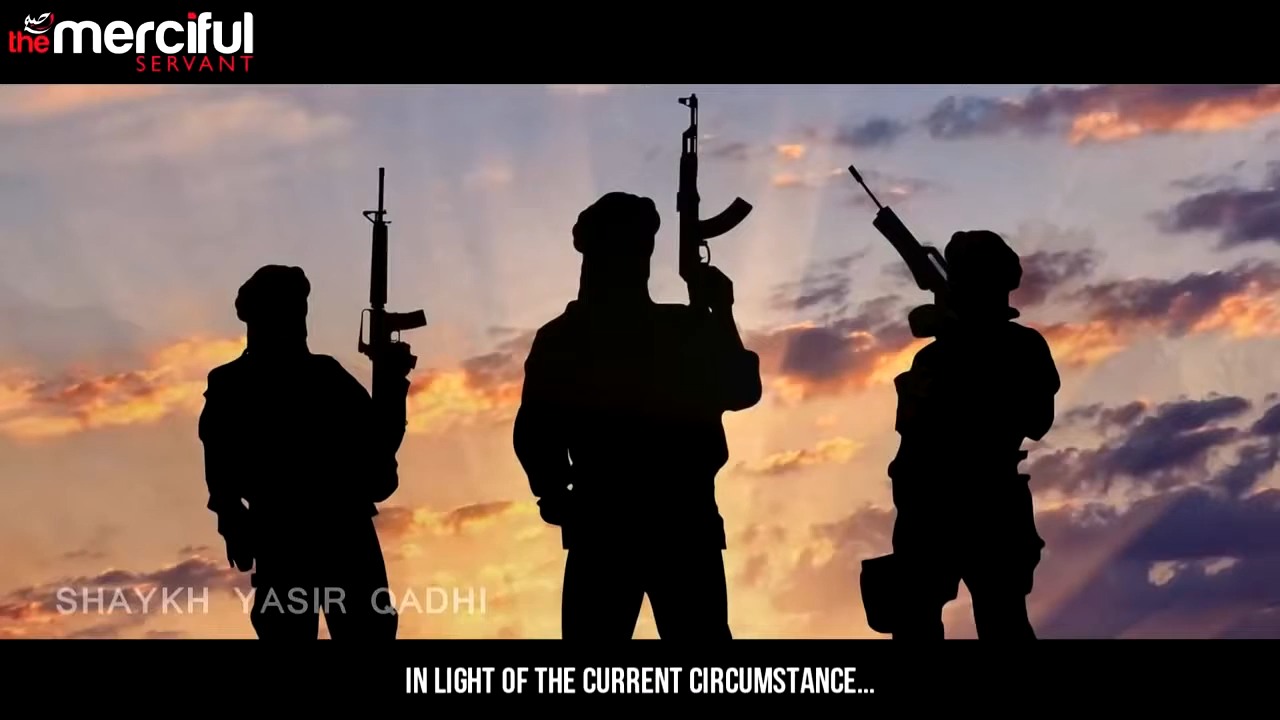 the merciful
SERVANT
SHAYKH YASIR QADHI
IN LIGHT OF THE CURRENT CIRCUMSTANCE...